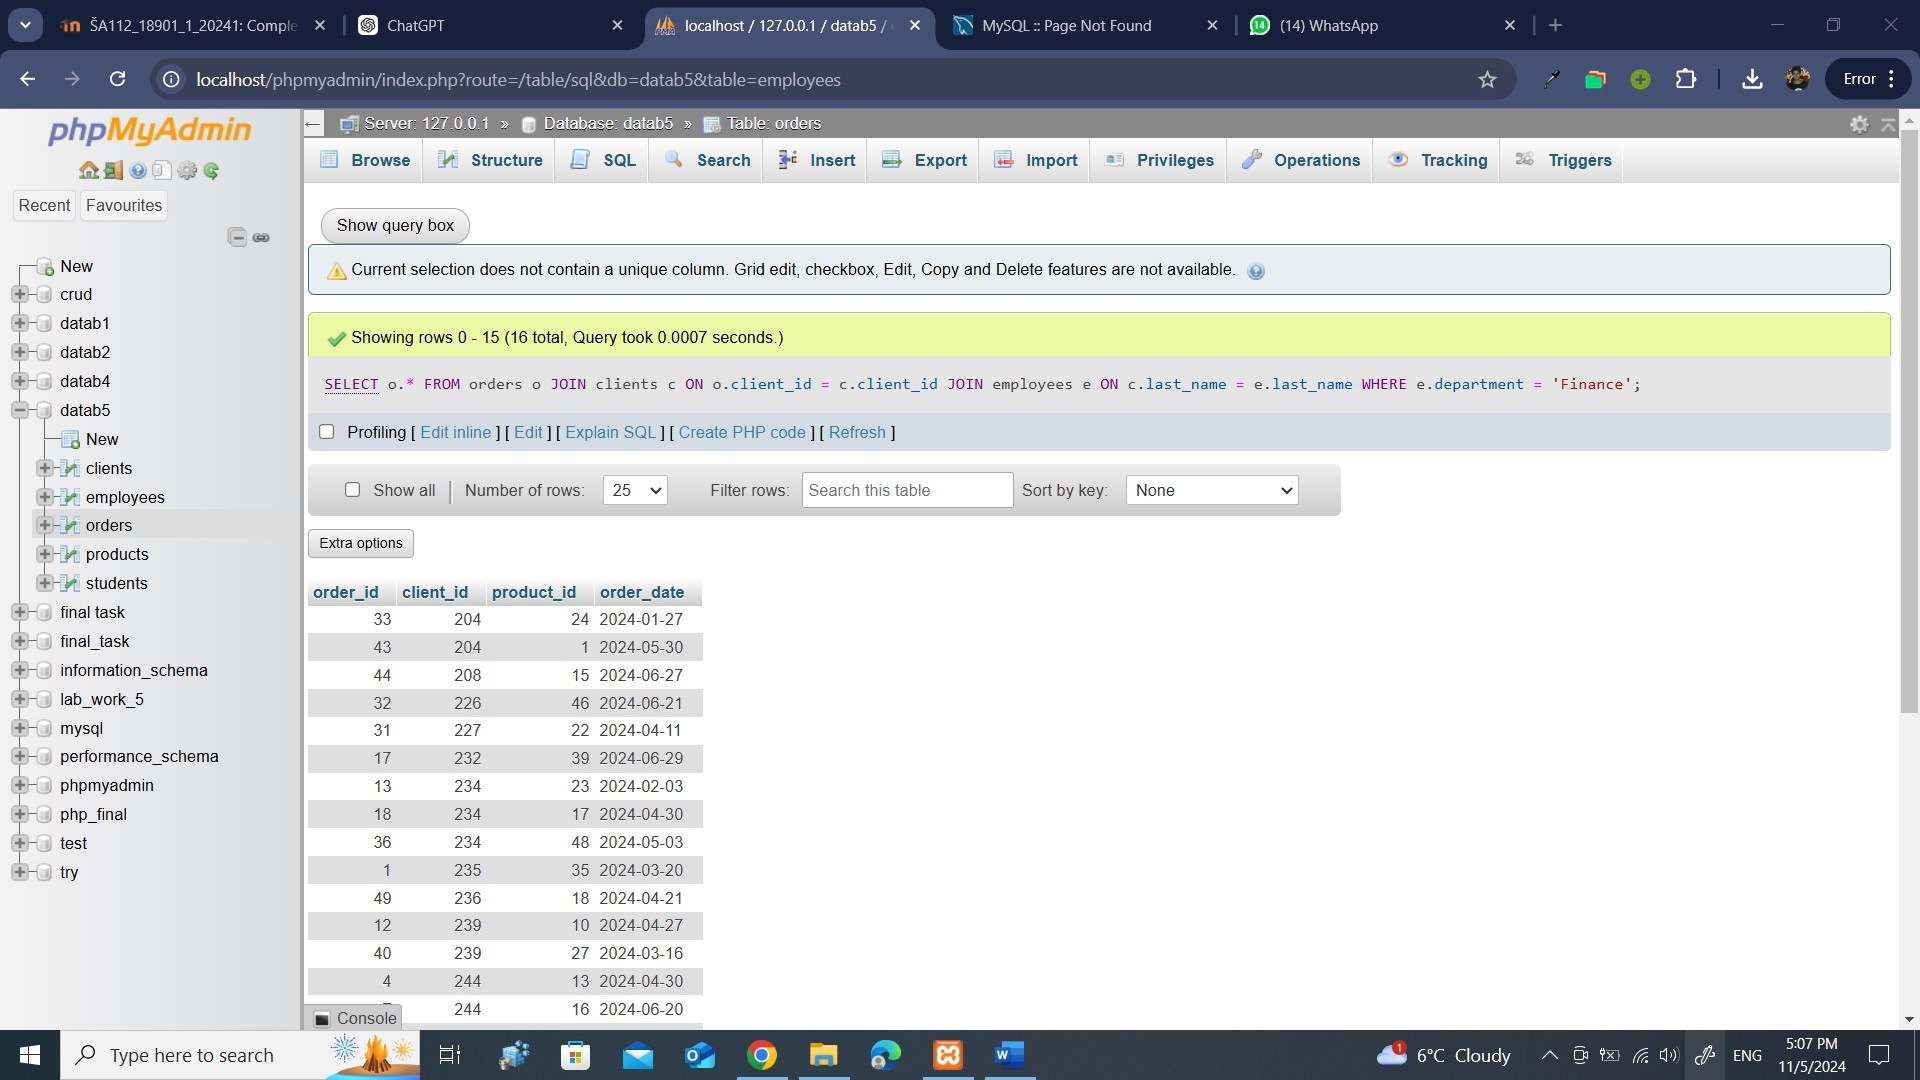 ŠA112_18901_1_20241: Comple
ChatGPT
localhost / 127.0.0.1 / datab5 /
MySQL :: Page Not Found
14
(14) WhatsApp
localhost/phpmyadmin/index.php?route=/table/sql&db=datab5&table=employees
Error
phpMyAdmin
Recent
Favourites
New
crud
datab1
datab2
datab4
datab5
New
clients
employees
orders
products
students
final task
final_task
information_schema
lab_work_5
mysql
performance_schema
phpmyadmin
php_final
test
try
Server: 127.0.0.1 » Database: datab5 » Table: orders
Browse Structure SQL Search Insert Export Import Privileges Operations Tracking Triggers
Show query box
Current selection does not contain a unique column. Grid edit, checkbox, Edit, Copy and Delete features are not available.
Showing rows 0 - 15 (16 total, Query took 0.0007 seconds.)
SELECT o.* FROM orders o JOIN clients c ON o.client_id = c.client_id JOIN employees e ON c.last_name = e.last_name WHERE e.department = 'Finance';
Profiling [ Edit inline ] [ Edit ] [ Explain SQL ] [ Create PHP code ] [ Refresh ]
Show all | Number of rows: 25 Filter rows: Search this table Sort by key: None
Extra options
order_id client_id product_id order_date
33 204 24 2024-01-27
43 204 1 2024-05-30
44 208 15 2024-06-27
32 226 46 2024-06-21
31 227 22 2024-04-11
17 232 39 2024-06-29
13 234 23 2024-02-03
18 234 17 2024-04-30
36 234 48 2024-05-03
1 235 35 2024-03-20
49 236 18 2024-04-21
12 239 10 2024-04-27
40 239 27 2024-03-16
4 244 13 2024-04-30
244 16 2024-06-20
Console
Type here to search
1
6°C Cloudy
ENG
5:07 PM
11/5/2024